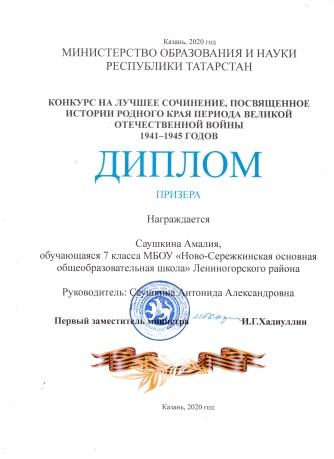 Казань, 2020 год
МИНИСТЕРСТВО ОБРАЗОВАНИЯ И НАУКИ
РЕСПУБЛИКИ ТАТАРСТАН
КОНКУРС НА ЛУЧШЕЕ СОЧИНЕНИЕ, ПОСВЯЩЕННОЕ
ИСТОРИИ РОДНОГО КРАЯ ПЕРИОДА ВЕЛИКОЙ
ОТЕЧЕСТВЕННОЙ ВОЙНЫ
1941–1945 ГОДОВ
ДИПЛОМ
ПРИЗЕРА
Награждается
Саушкина Амалия,
обучающаяся 7 класса МБОУ «Ново-Сережкинская основная
общеобразовательная школа» Лениногорского района
Руководитель: Саушкина Антонида Александровна
Первый заместитель министра И.Г.Хадиуллин
Казань, 2020 год